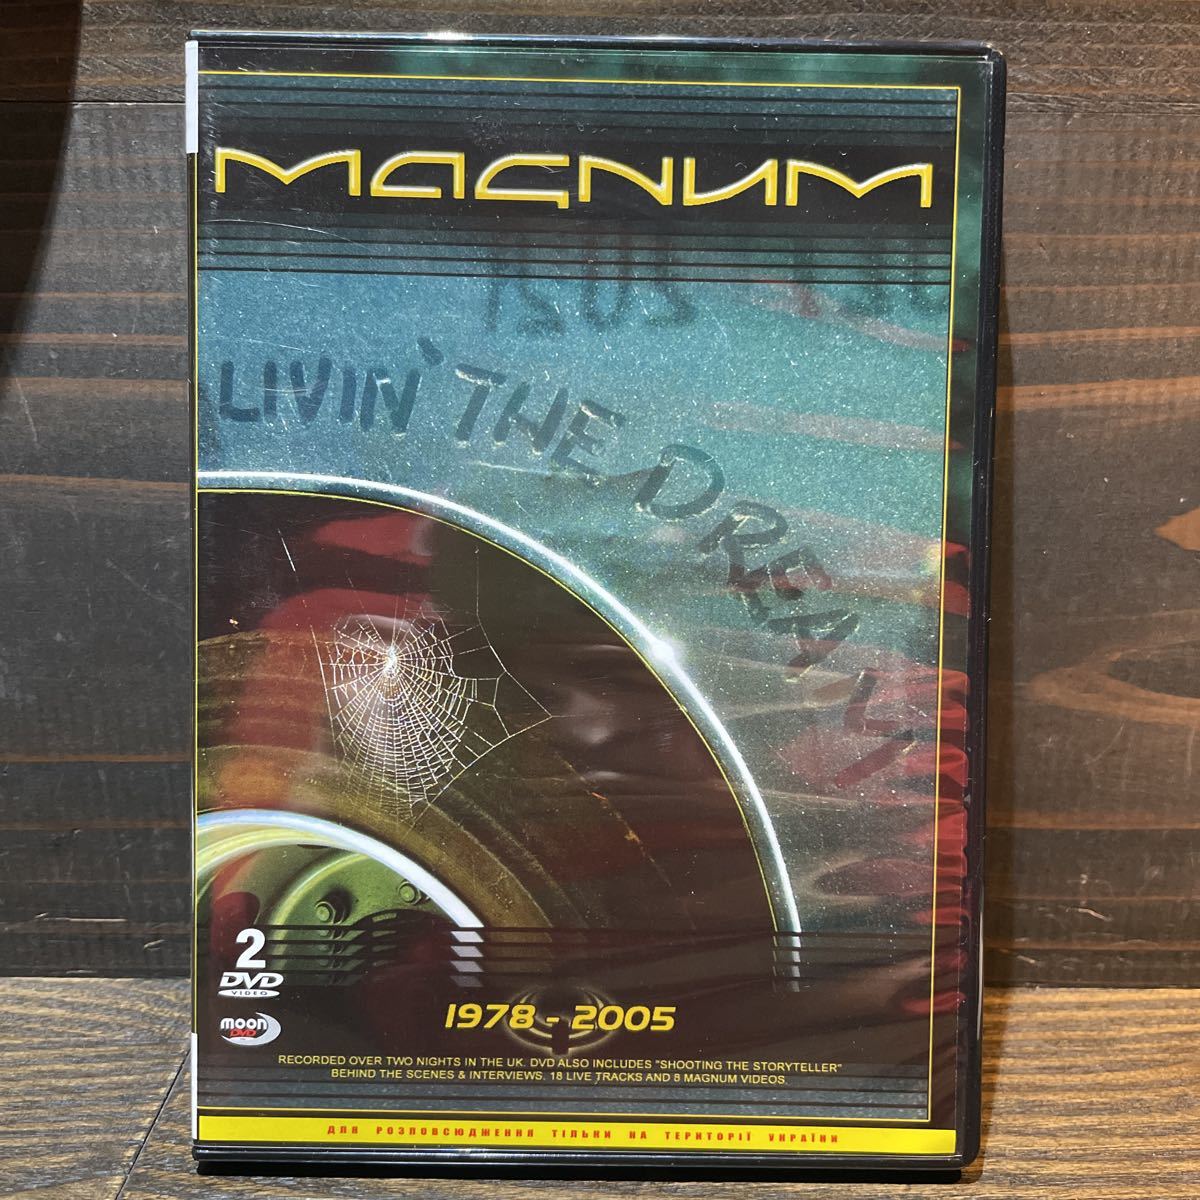 MAGNUM
LIVIN' THE DREAM
2
DVD
VIDEO
moon
DVD
1978 - 2005
RECORDED OVER TWO NIGHTS IN THE UK. DVD ALSO INCLUDES "SHOOTING THE STORYTELLER"
BEHIND THE SCENES & INTERVIEWS. 18 LIVE TRACKS AND 8 MAGNUM VIDEOS.
ДЛЯ РОЗПОВСЮДЖЕННЯ ТІЛЬКИ НА ТЕРИТОРІЇ УКРАЇНИ